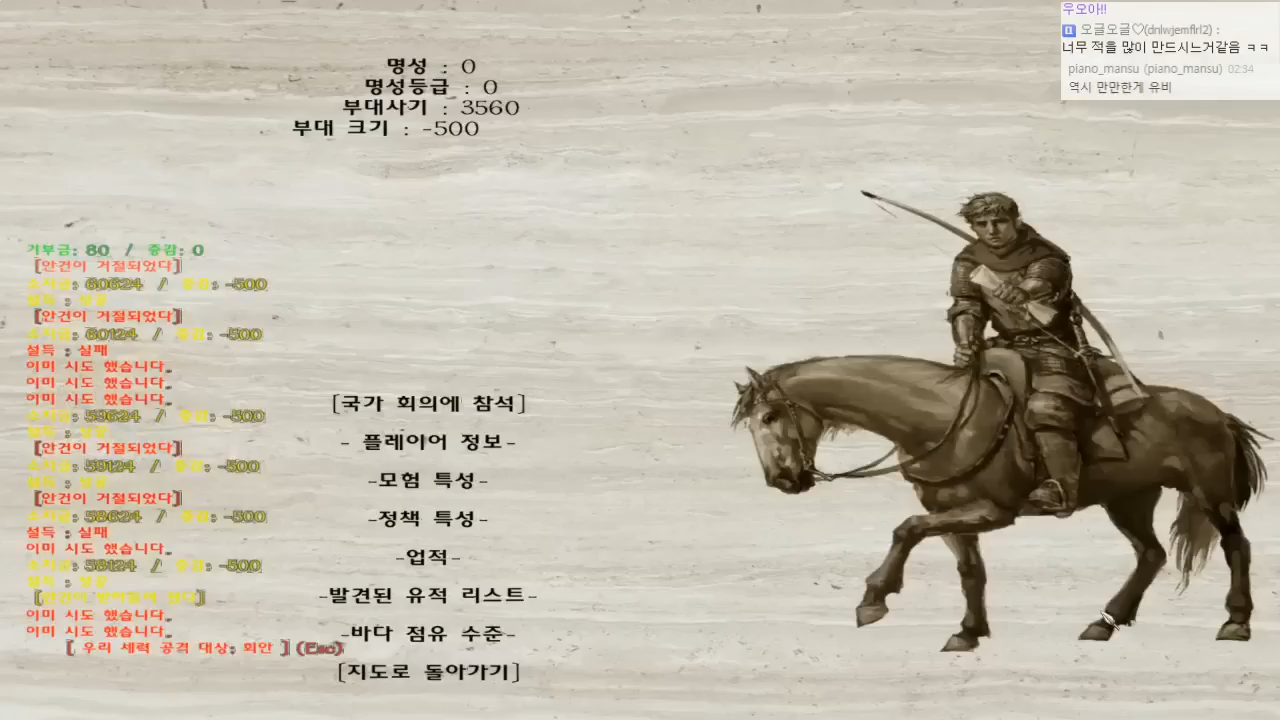 우오아!!
오글오글♡(dnlwjemflrl2) :
너무 적을 많이 만드시느거같음 ㅋㅋ
piano_mansu (piano_mansu) 02:54
역시 만만한게 유비
명성 : 0
명성등급 : 0
부대사기 : 3560
부대 크기 : -500
기부금: 80 / 증감: 0
[안건이 거절되었다]
소지금: 60624 / 증감: -500
설득 : 성공
[안건이 거절되었다]
소지금: 60124 / 증감: -500
설득 : 실패
이미 시도 했습니다.
이미 시도 했습니다.
이미 시도 했습니다.
소지금: 59624 / 증감: -500
설득 : 성공
[안건이 거절되었다]
소지금: 59124 / 증감: -500
설득 : 성공
[안건이 거절되었다]
소지금: 58624 / 증감: -500
설득 : 실패
이미 시도 했습니다.
소지금: 58124 / 증감: -500
설득 : 성공
[안건이 받아들여 졌다]
이미 시도 했습니다.
이미 시도 했습니다.
[ 우리 세력 공격 대상: 회안 ] (Esc)
[국가 회의에 참석]
- 플레이어 정보-
-모험 특성-
-정책 특성-
-업적-
-발견된 유적 리스트-
-바다 점유 수준-
[지도로 돌아가기]